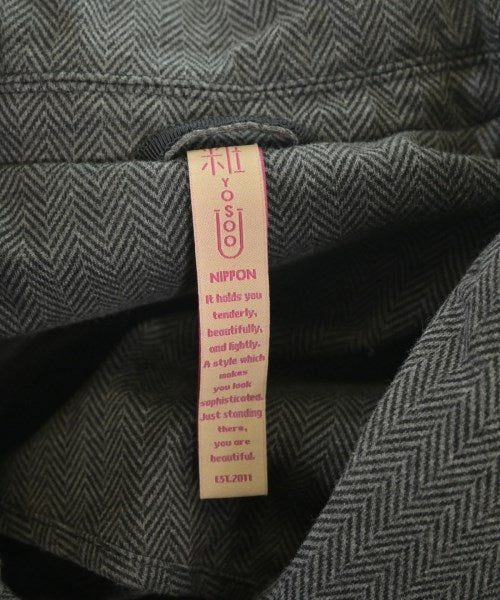 YOSOO
NIPPON
It holds you
tenderly,
beautifully,
and lightly.
A style which
makes
you look
sophisticated.
Just standing
there,
you are
beautiful.
EST.2011